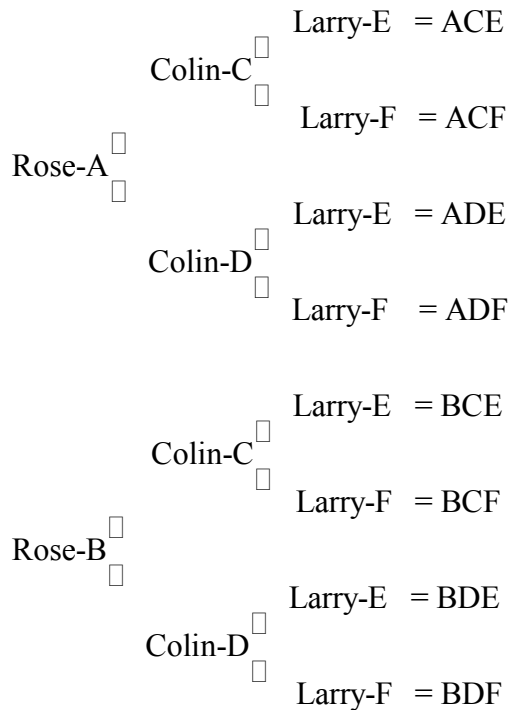 Larry-E = ACE
Colin-C
Larry-F = ACF
Rose-A
Larry-E = ADE
Colin-D
Larry-F = ADF
Larry-E = BCE
Colin-C
Larry-F = BCF
Rose-B
Larry-E = BDE
Colin-D
Larry-F = BDF